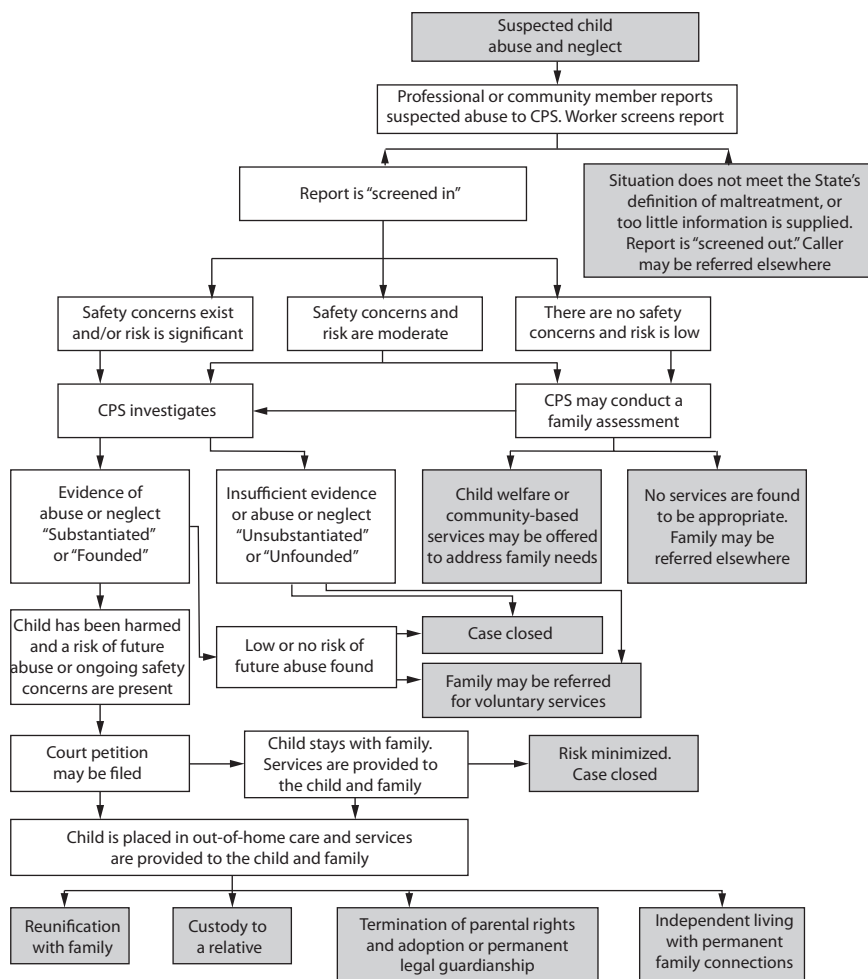 Suspected child
abuse and neglect
Professional or community member reports
suspected abuse to CPS. Worker screens report
Report is “screened in”
Situation does not meet the State’s
definition of maltreatment, or
too little information is supplied.
Report is “screened out.” Caller
may be referred elsewhere
Safety concerns exist
and/or risk is significant
Safety concerns and
risk are moderate
There are no safety
concerns and risk is low
CPS investigates
CPS may conduct a
family assessment
Evidence of
abuse or neglect
“Substantiated”
or “Founded”
Insufficient evidence
or abuse or neglect
“Unsubstantiated”
or “Unfounded”
Child welfare or
community-based
services may be offered
to address family needs
No services are found
to be appropriate.
Family may be
referred elsewhere
Child has been harmed
and a risk of future
abuse or ongoing safety
concerns are present
Low or no risk of
future abuse found
Case closed
Family may be referred
for voluntary services
Court petition
may be filed
Child stays with family.
Services are provided to
the child and family
Risk minimized.
Case closed
Child is placed in out-of-home care and services
are provided to the child and family
Reunification
with family
Custody to
a relative
Termination of parental rights
and adoption or permanent
legal guardianship
Independent living
with permanent
family connections